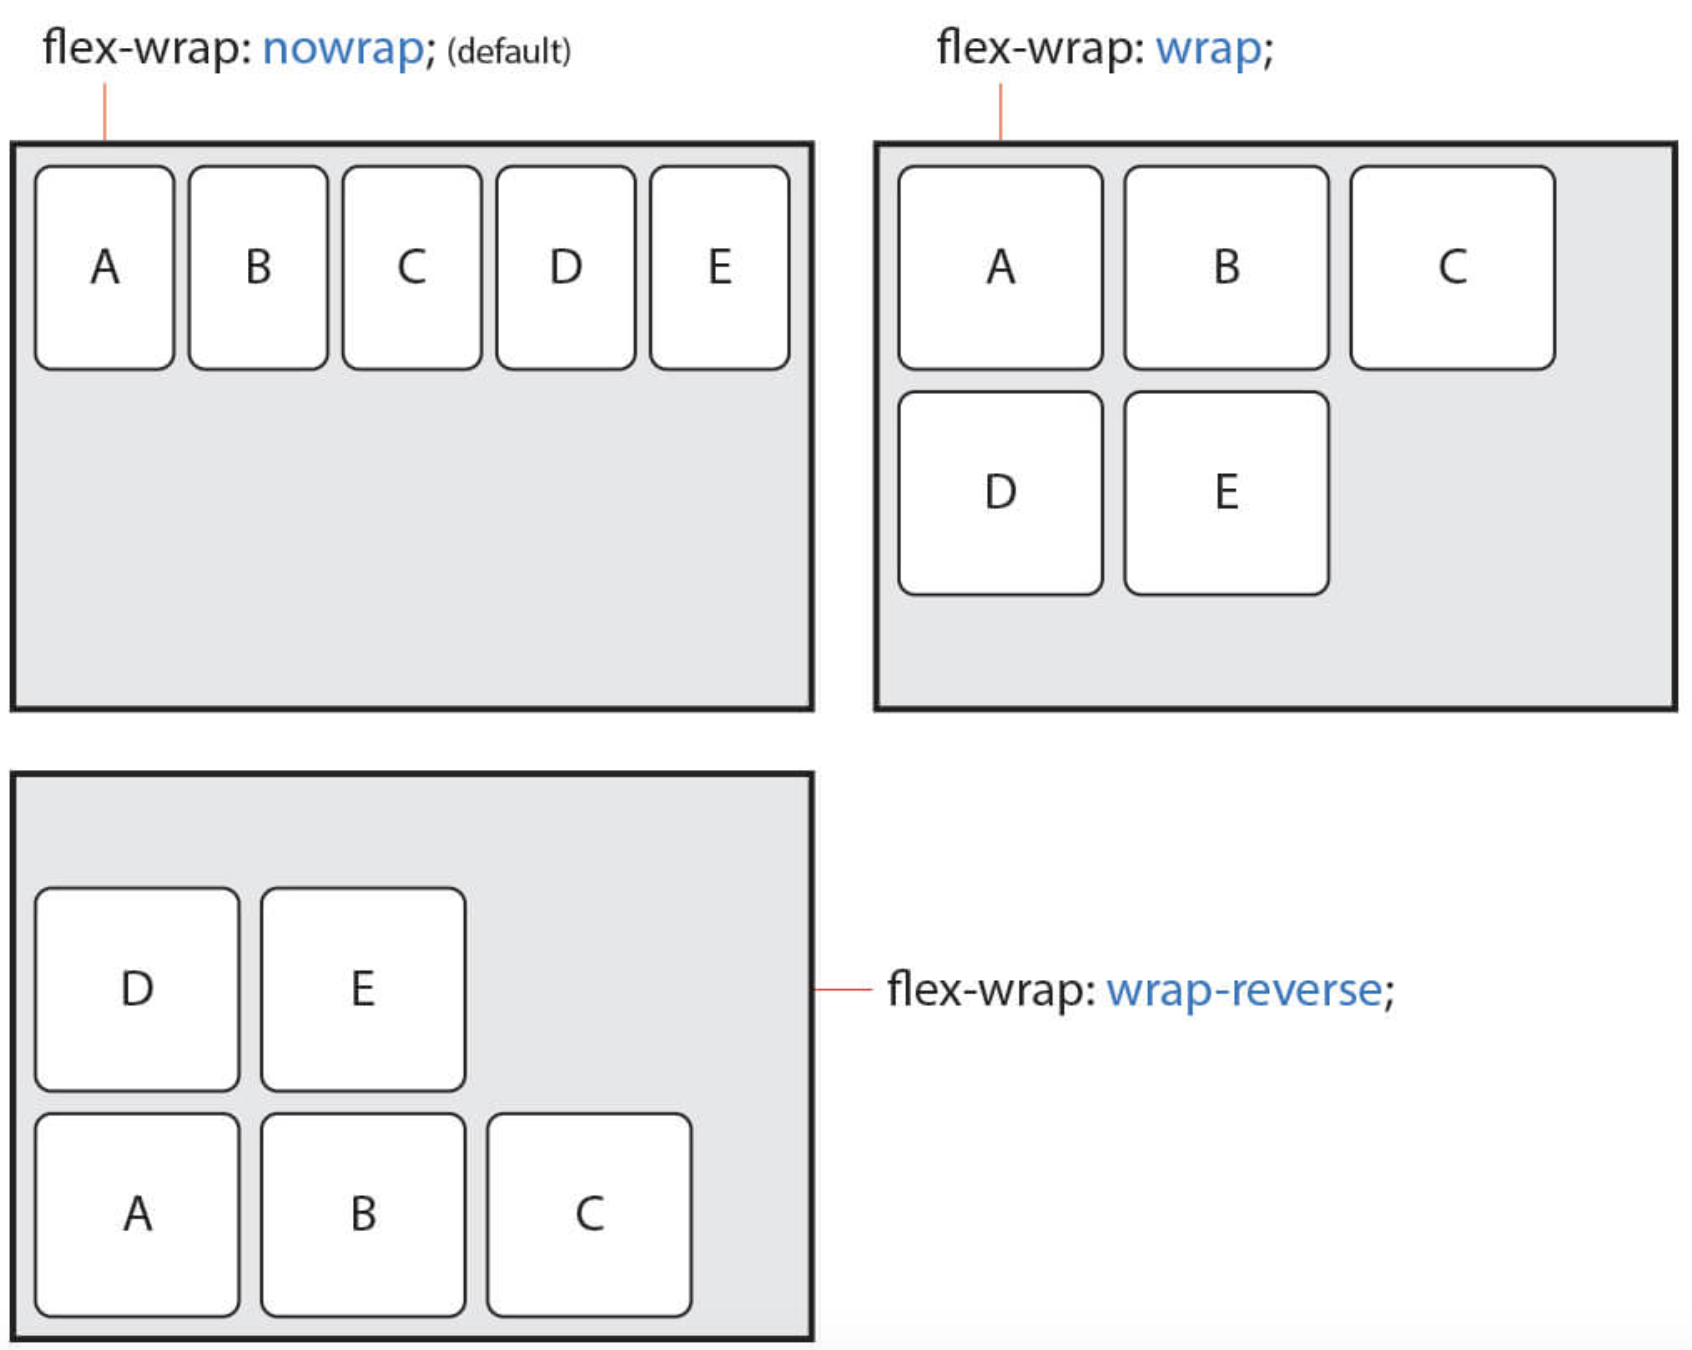 flex-wrap: nowrap; (default)
flex-wrap: wrap;
A B C D E
A B C
D E
D E
flex-wrap: wrap-reverse;
A B C